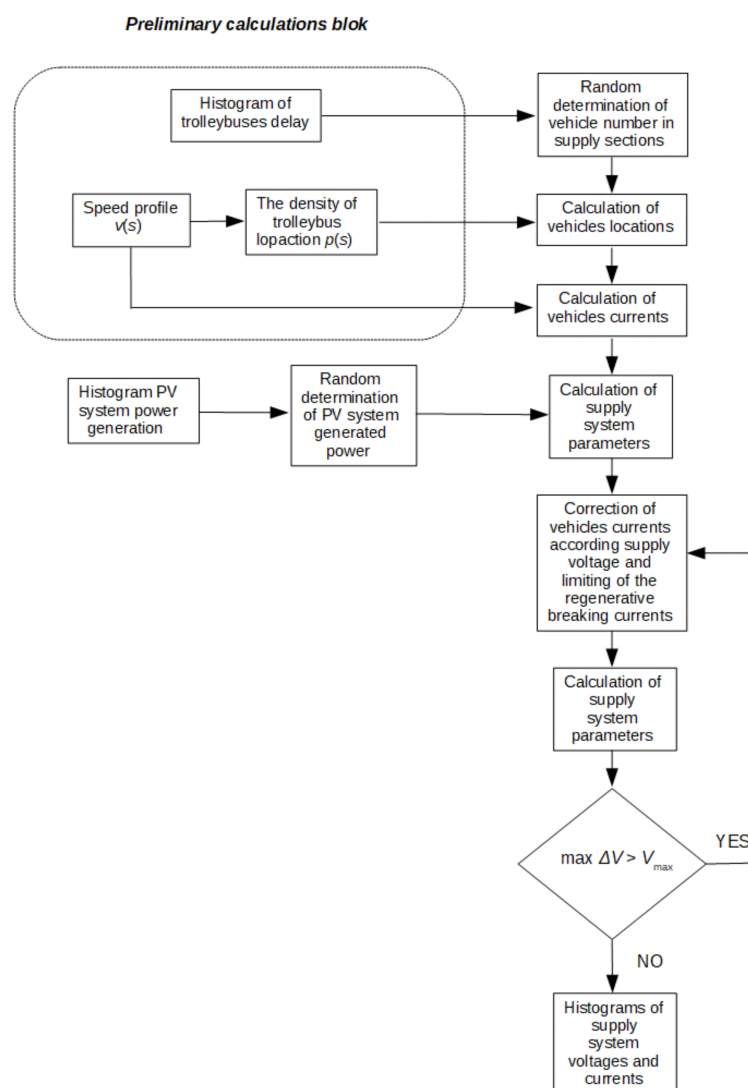 Preliminary calculations blok
Histogram of
trolleybuses delay
Random
determination of
vehicle number in
supply sections
Speed profile
v(s)
The density of
trolleybus
lopaction p(s)
Calculation of
vehicles locations
Calculation of
vehicles currents
Histogram PV
system power
generation
Random
determination
of PV system
generated
power
Calculation of
supply
system
parameters
Correction of
vehicles currents
according supply
voltage and
limiting of the
regenerative
breaking currents
Calculation of
supply
system
parameters
max ΔV > Vmax
YES
NO
Histograms of
supply
system
voltages and
currents